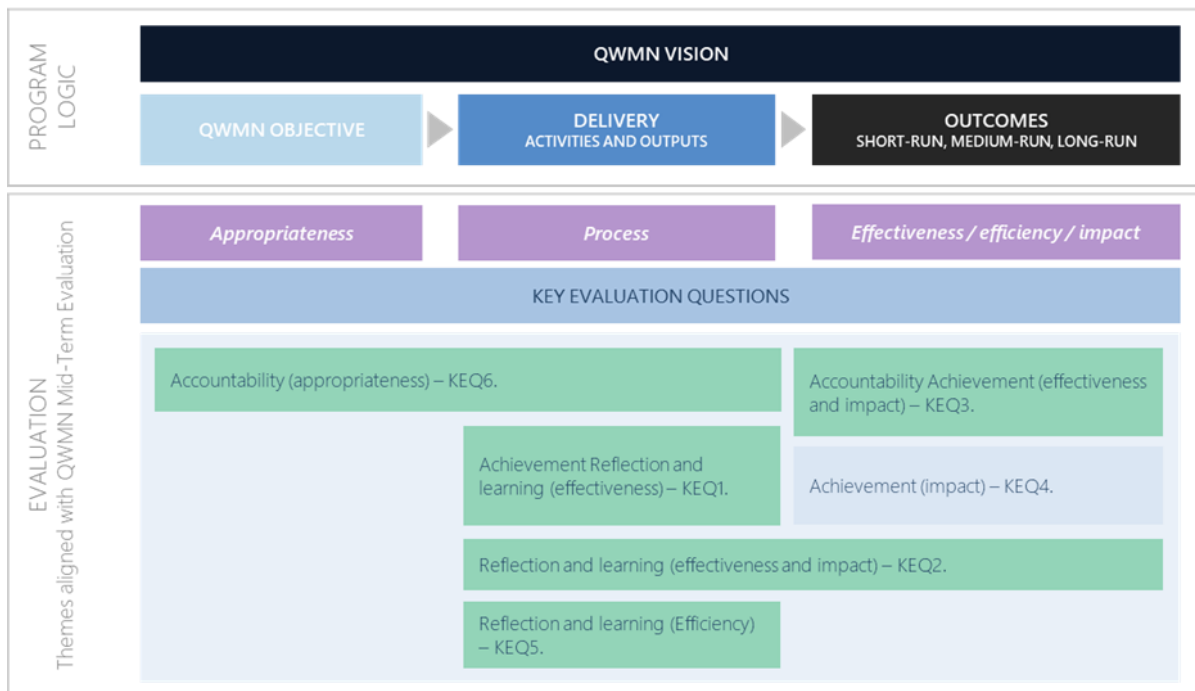 PROGRAM
LOGIC
QWMN VISION
QWMN OBJECTIVE
DELIVERY
ACTIVITIES AND OUTPUTS
OUTCOMES
SHORT-RUN, MEDIUM-RUN, LONG-RUN
EVALUATION
Themes aligned with QWMN Mid-Term Evaluation
Appropriateness
Process
Effectiveness / efficiency / impact
KEY EVALUATION QUESTIONS
Accountability (appropriateness) – KEQ6.
Accountability Achievement (effectiveness
and impact) – KEQ3.
Achievement Reflection and
learning (effectiveness) – KEQ1.
Achievement (impact) – KEQ4.
Reflection and learning (effectiveness and impact) – KEQ2.
Reflection and learning (Efficiency)
– KEQ5.